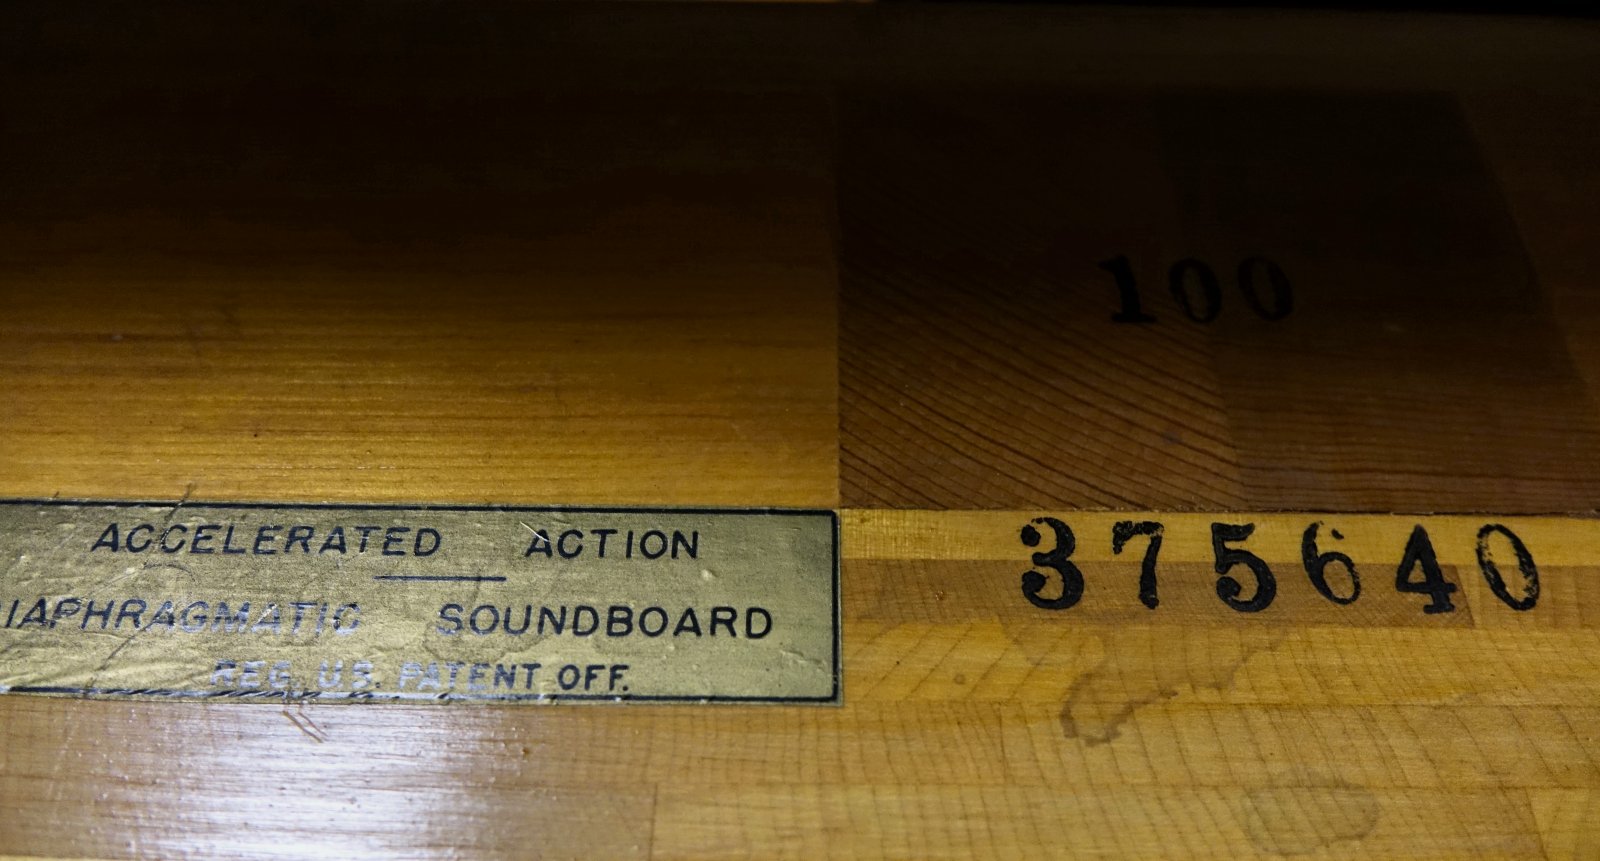 100
375640
ACCELERATED ACTION
IAPHRAGMATIC SOUNDBOARD
REG. U.S. PATENT OFF.